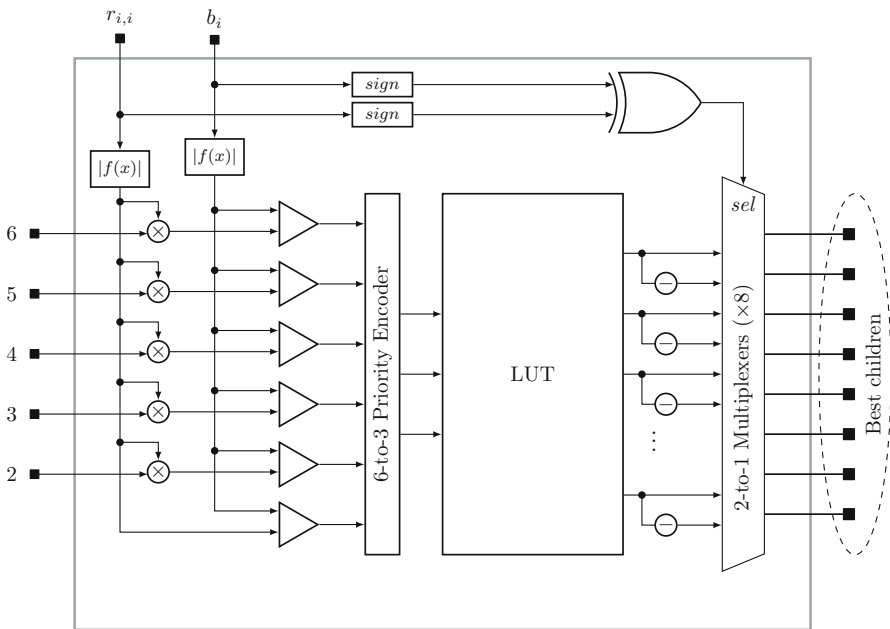 r_{i,i}
b_i
sign
sign
|f(x)|
|f(x)|
sel
6
×
5
×
4
×
3
×
2
×
6-to-3 Priority Encoder
LUT
−
−
−
...
−
2-to-1 Multiplexers (×8)
Best children